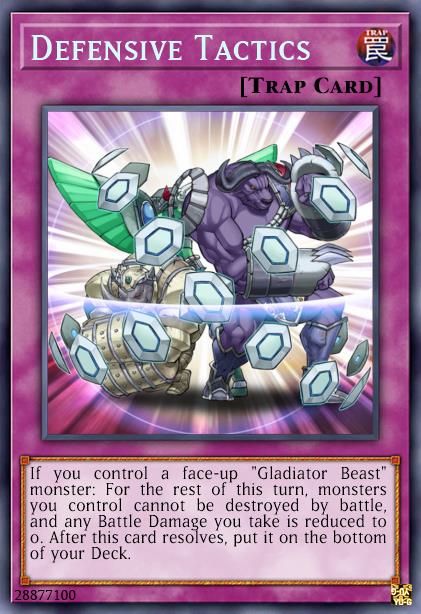 DEFENSIVE TACTICS
TRAP
罠
[TRAP CARD]
If you control a face-up "Gladiator Beast"
monster: For the rest of this turn, monsters
you control cannot be destroyed by battle,
and any Battle Damage you take is reduced to
0. After this card resolves, put it on the bottom
of your Deck.
28877100